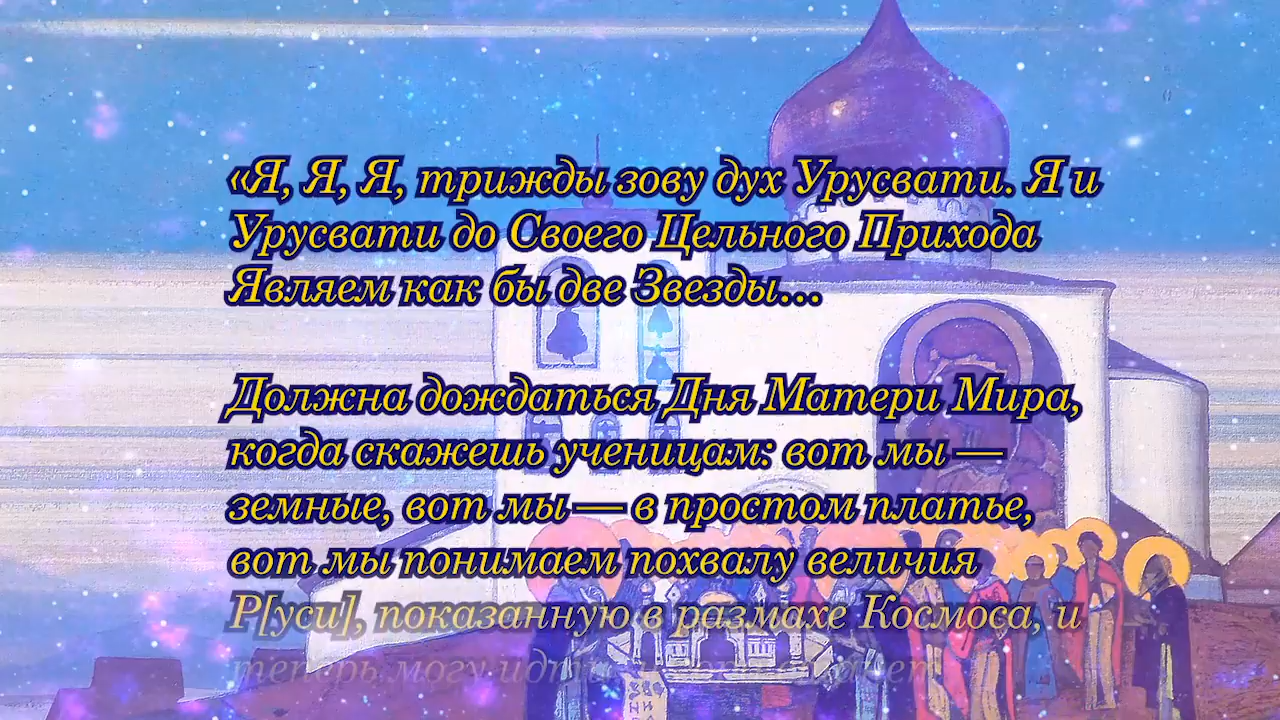 «Я, Я, Я, трижды зову дух Урусвати. Я и
Урусвати до Своего Цельного Прихода
Являем как бы две Звезды...
Должна дождаться Дня Матери Мира,
когда скажешь ученицам: вот мы —
земные, вот мы — в простом платье,
вот мы понимаем похвалу величия
Р[уси], показанную в размахе Космоса, и
теперь могу идти